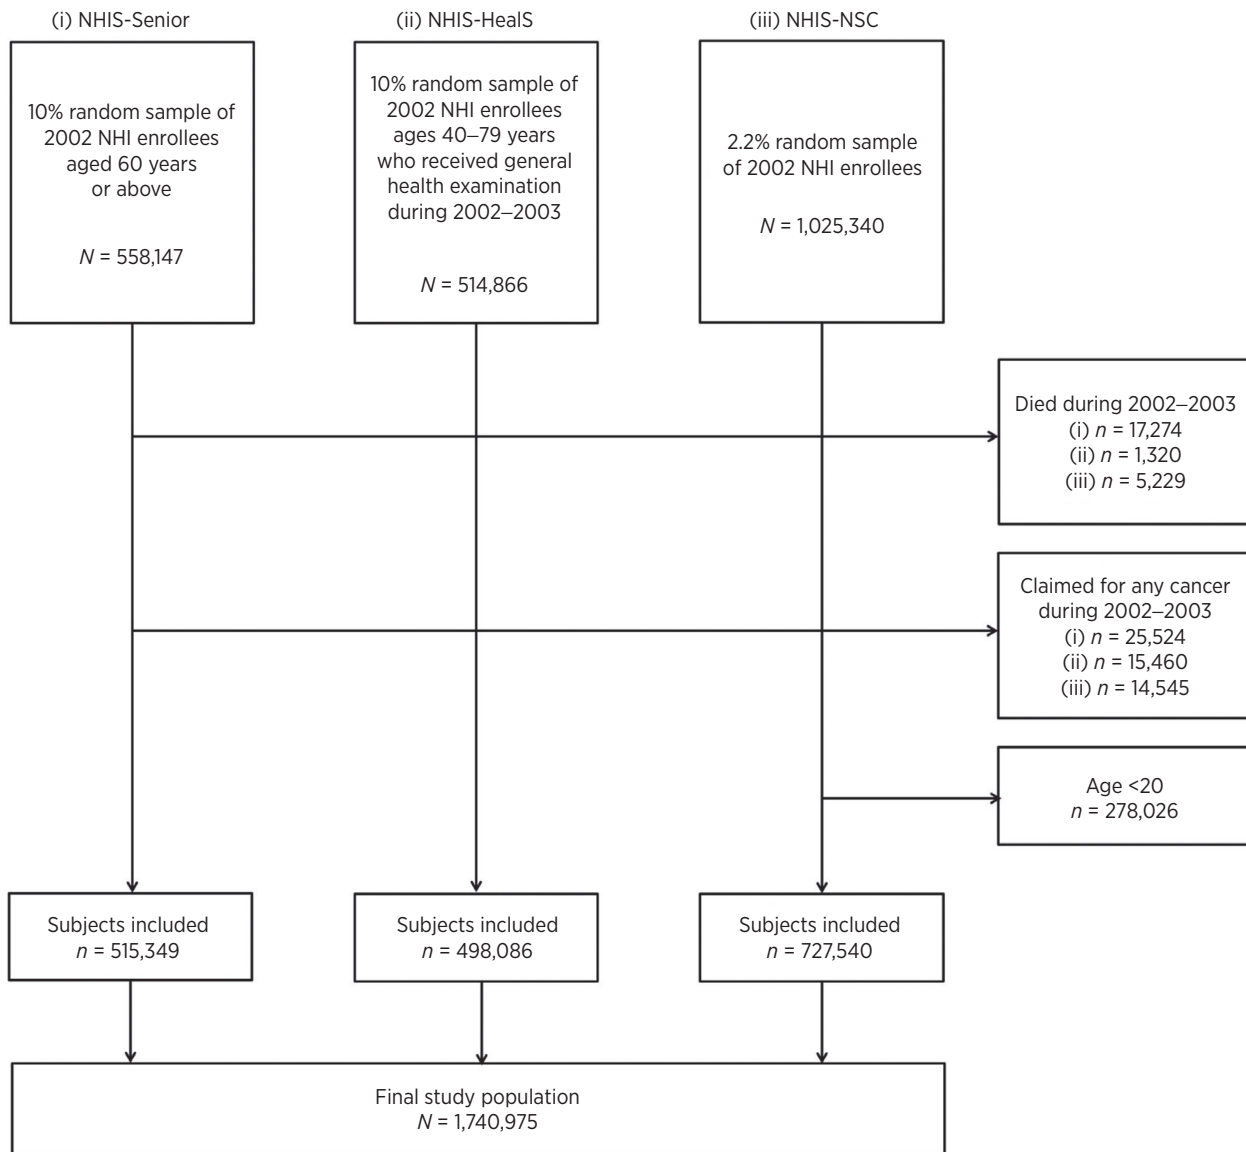 (i) NHIS-Senior
10% random sample of
2002 NHI enrollees
aged 60 years
or above
N = 558,147
(ii) NHIS-HealS
10% random sample of
2002 NHI enrollees
ages 40–79 years
who received general
health examination
during 2002–2003
N = 514,866
(iii) NHIS-NSC
2.2% random sample
of 2002 NHI enrollees
N = 1,025,340
Died during 2002–2003
(i) n = 17,274
(ii) n = 1,320
(iii) n = 5,229
Claimed for any cancer
during 2002–2003
(i) n = 25,524
(ii) n = 15,460
(iii) n = 14,545
Age <20
n = 278,026
Subjects included
n = 515,349
Subjects included
n = 498,086
Subjects included
n = 727,540
Final study population
N = 1,740,975